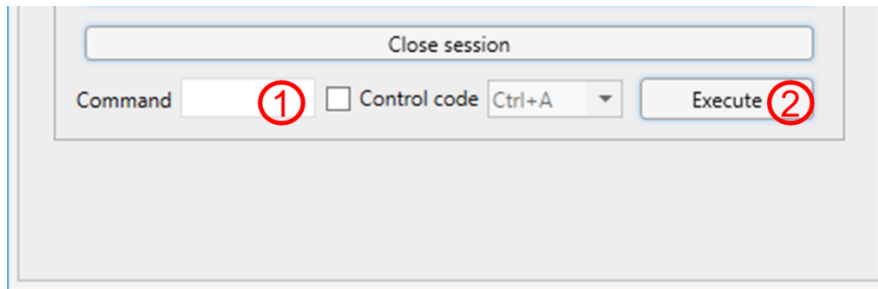 Close session
Command 1 Control code Ctrl+A Execute 2